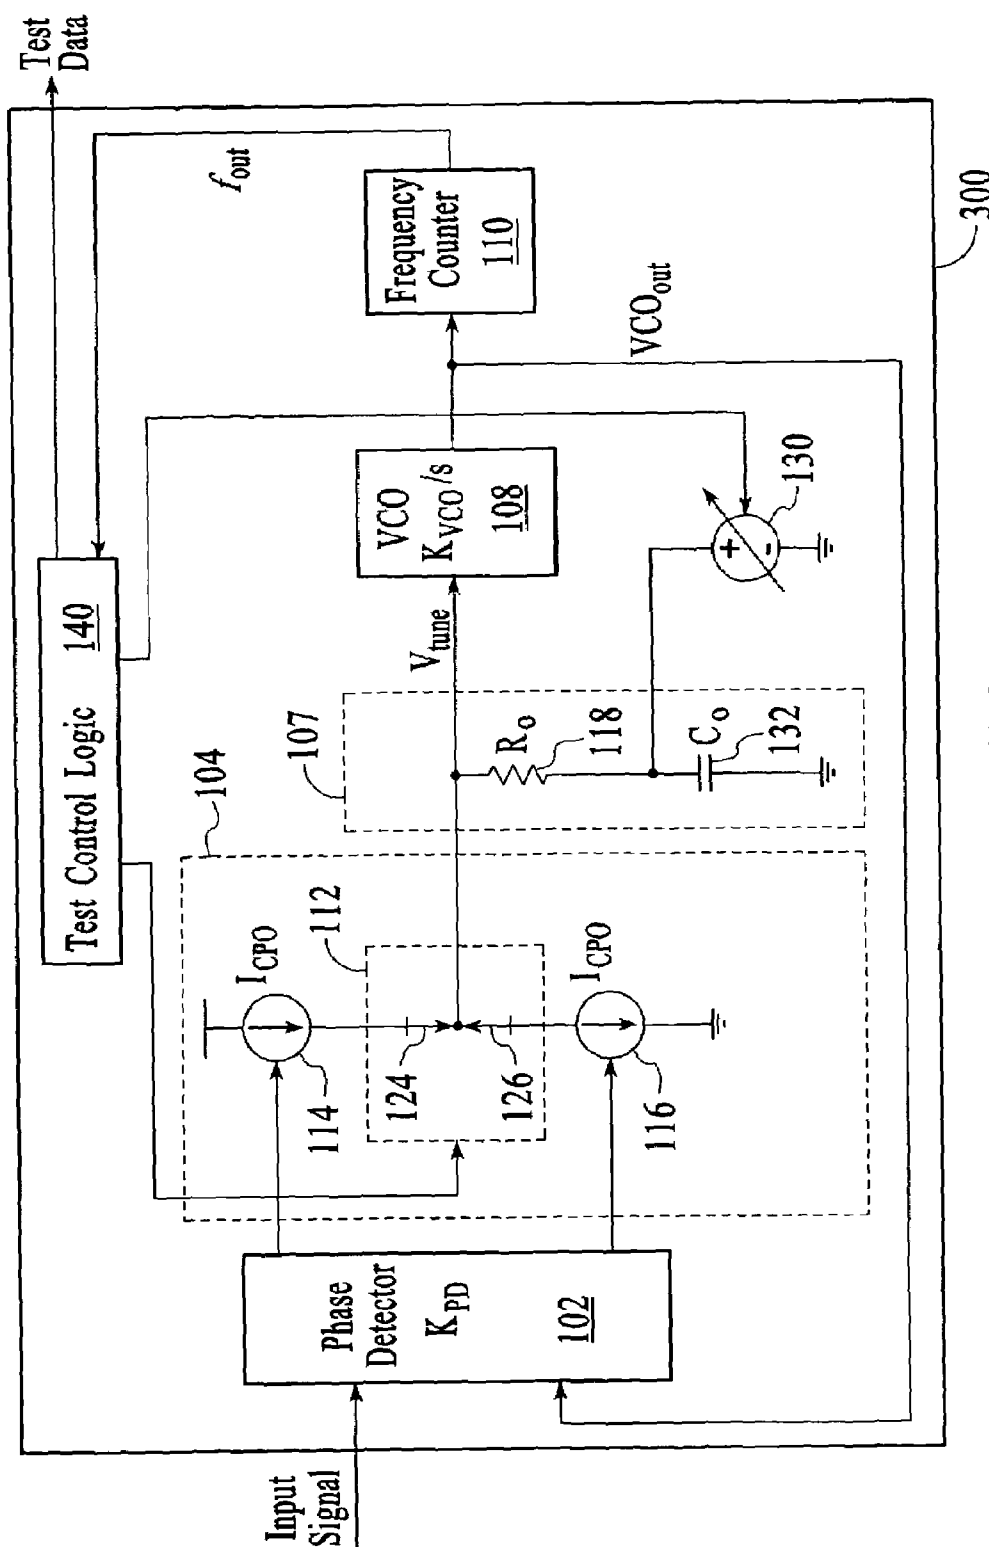 Test
Data
Test Control Logic 140
f_out
104
107
112
I_CPO
114
124
126
I_CPO
116
V_tune
R_o
118
C_o
132
VCO
K_VCO/s
108
Frequency
Counter
110
VCO_out
+
-
130
Phase
Detector
K_PD
102
Input
Signal
300